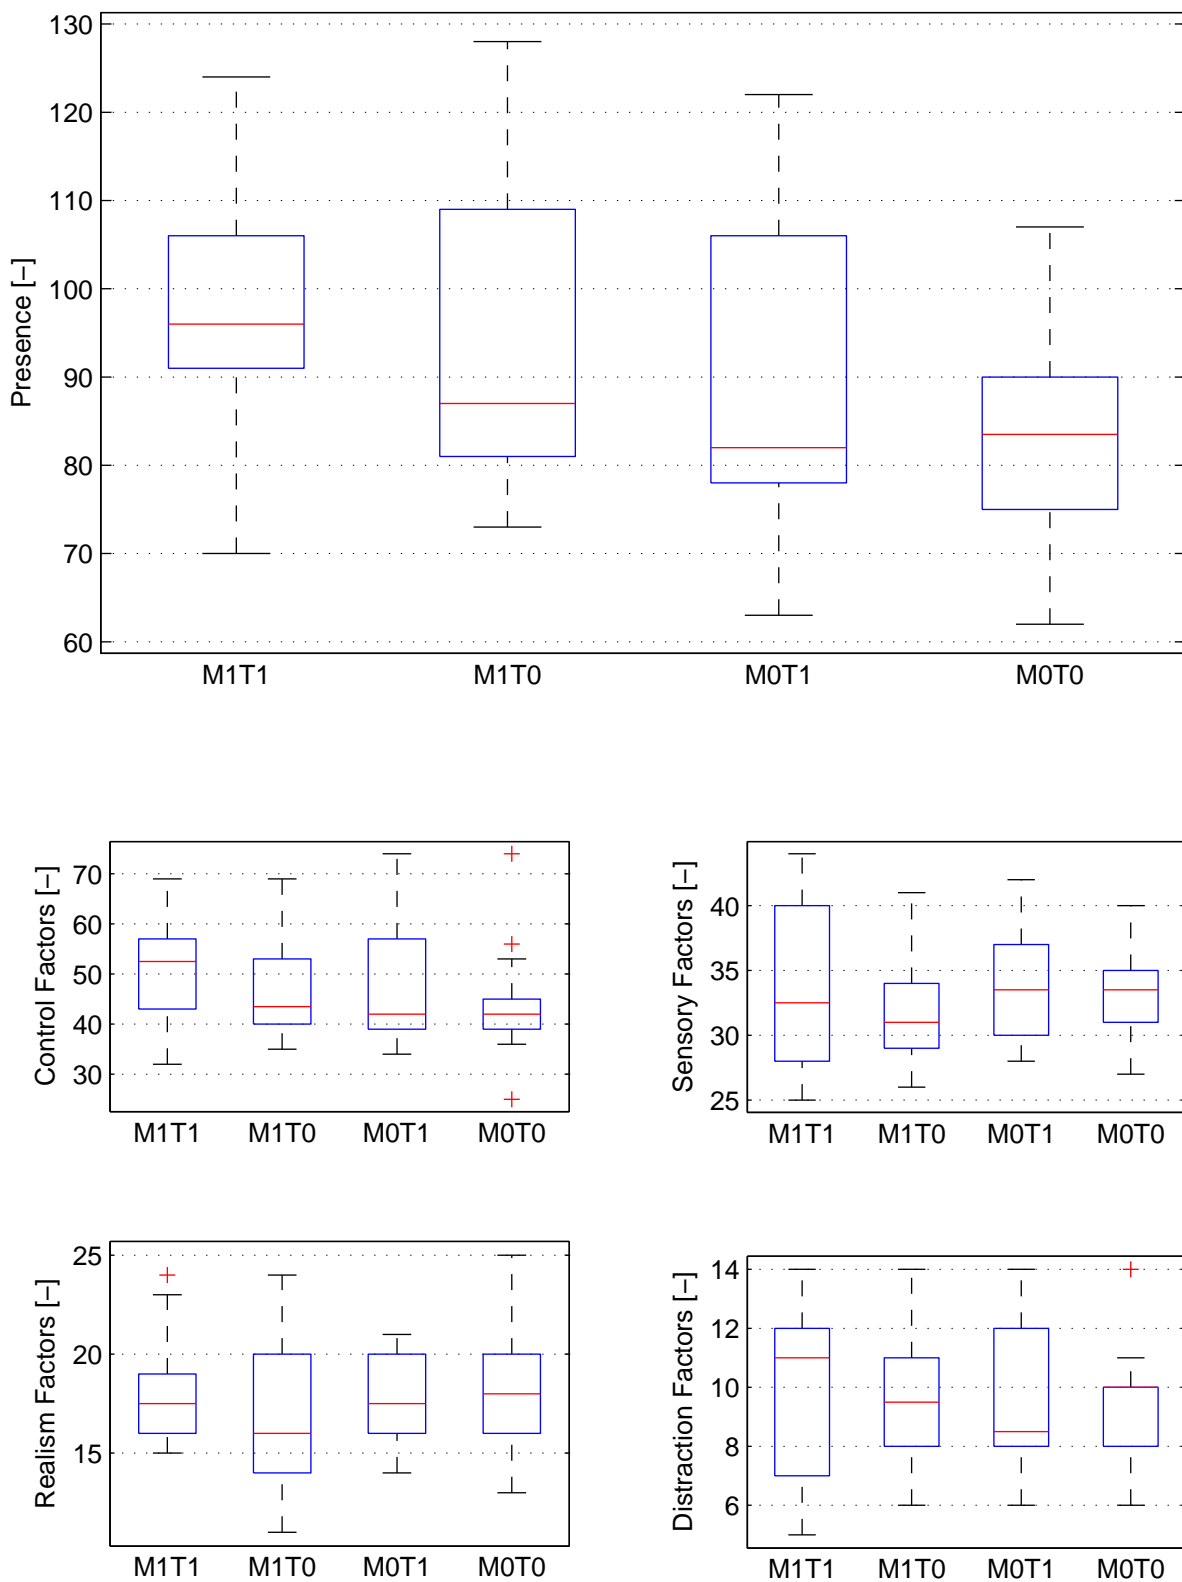 130
120
110
100
90
80
70
60
Presence [−]
M1T1 M1T0 M0T1 M0T0
70
60
50
40
30
Control Factors [−]
M1T1 M1T0 M0T1 M0T0
40
35
30
25
Sensory Factors [−]
M1T1 M1T0 M0T1 M0T0
25
20
15
Realism Factors [−]
M1T1 M1T0 M0T1 M0T0
14
12
10
8
6
Distraction Factors [−]
M1T1 M1T0 M0T1 M0T0